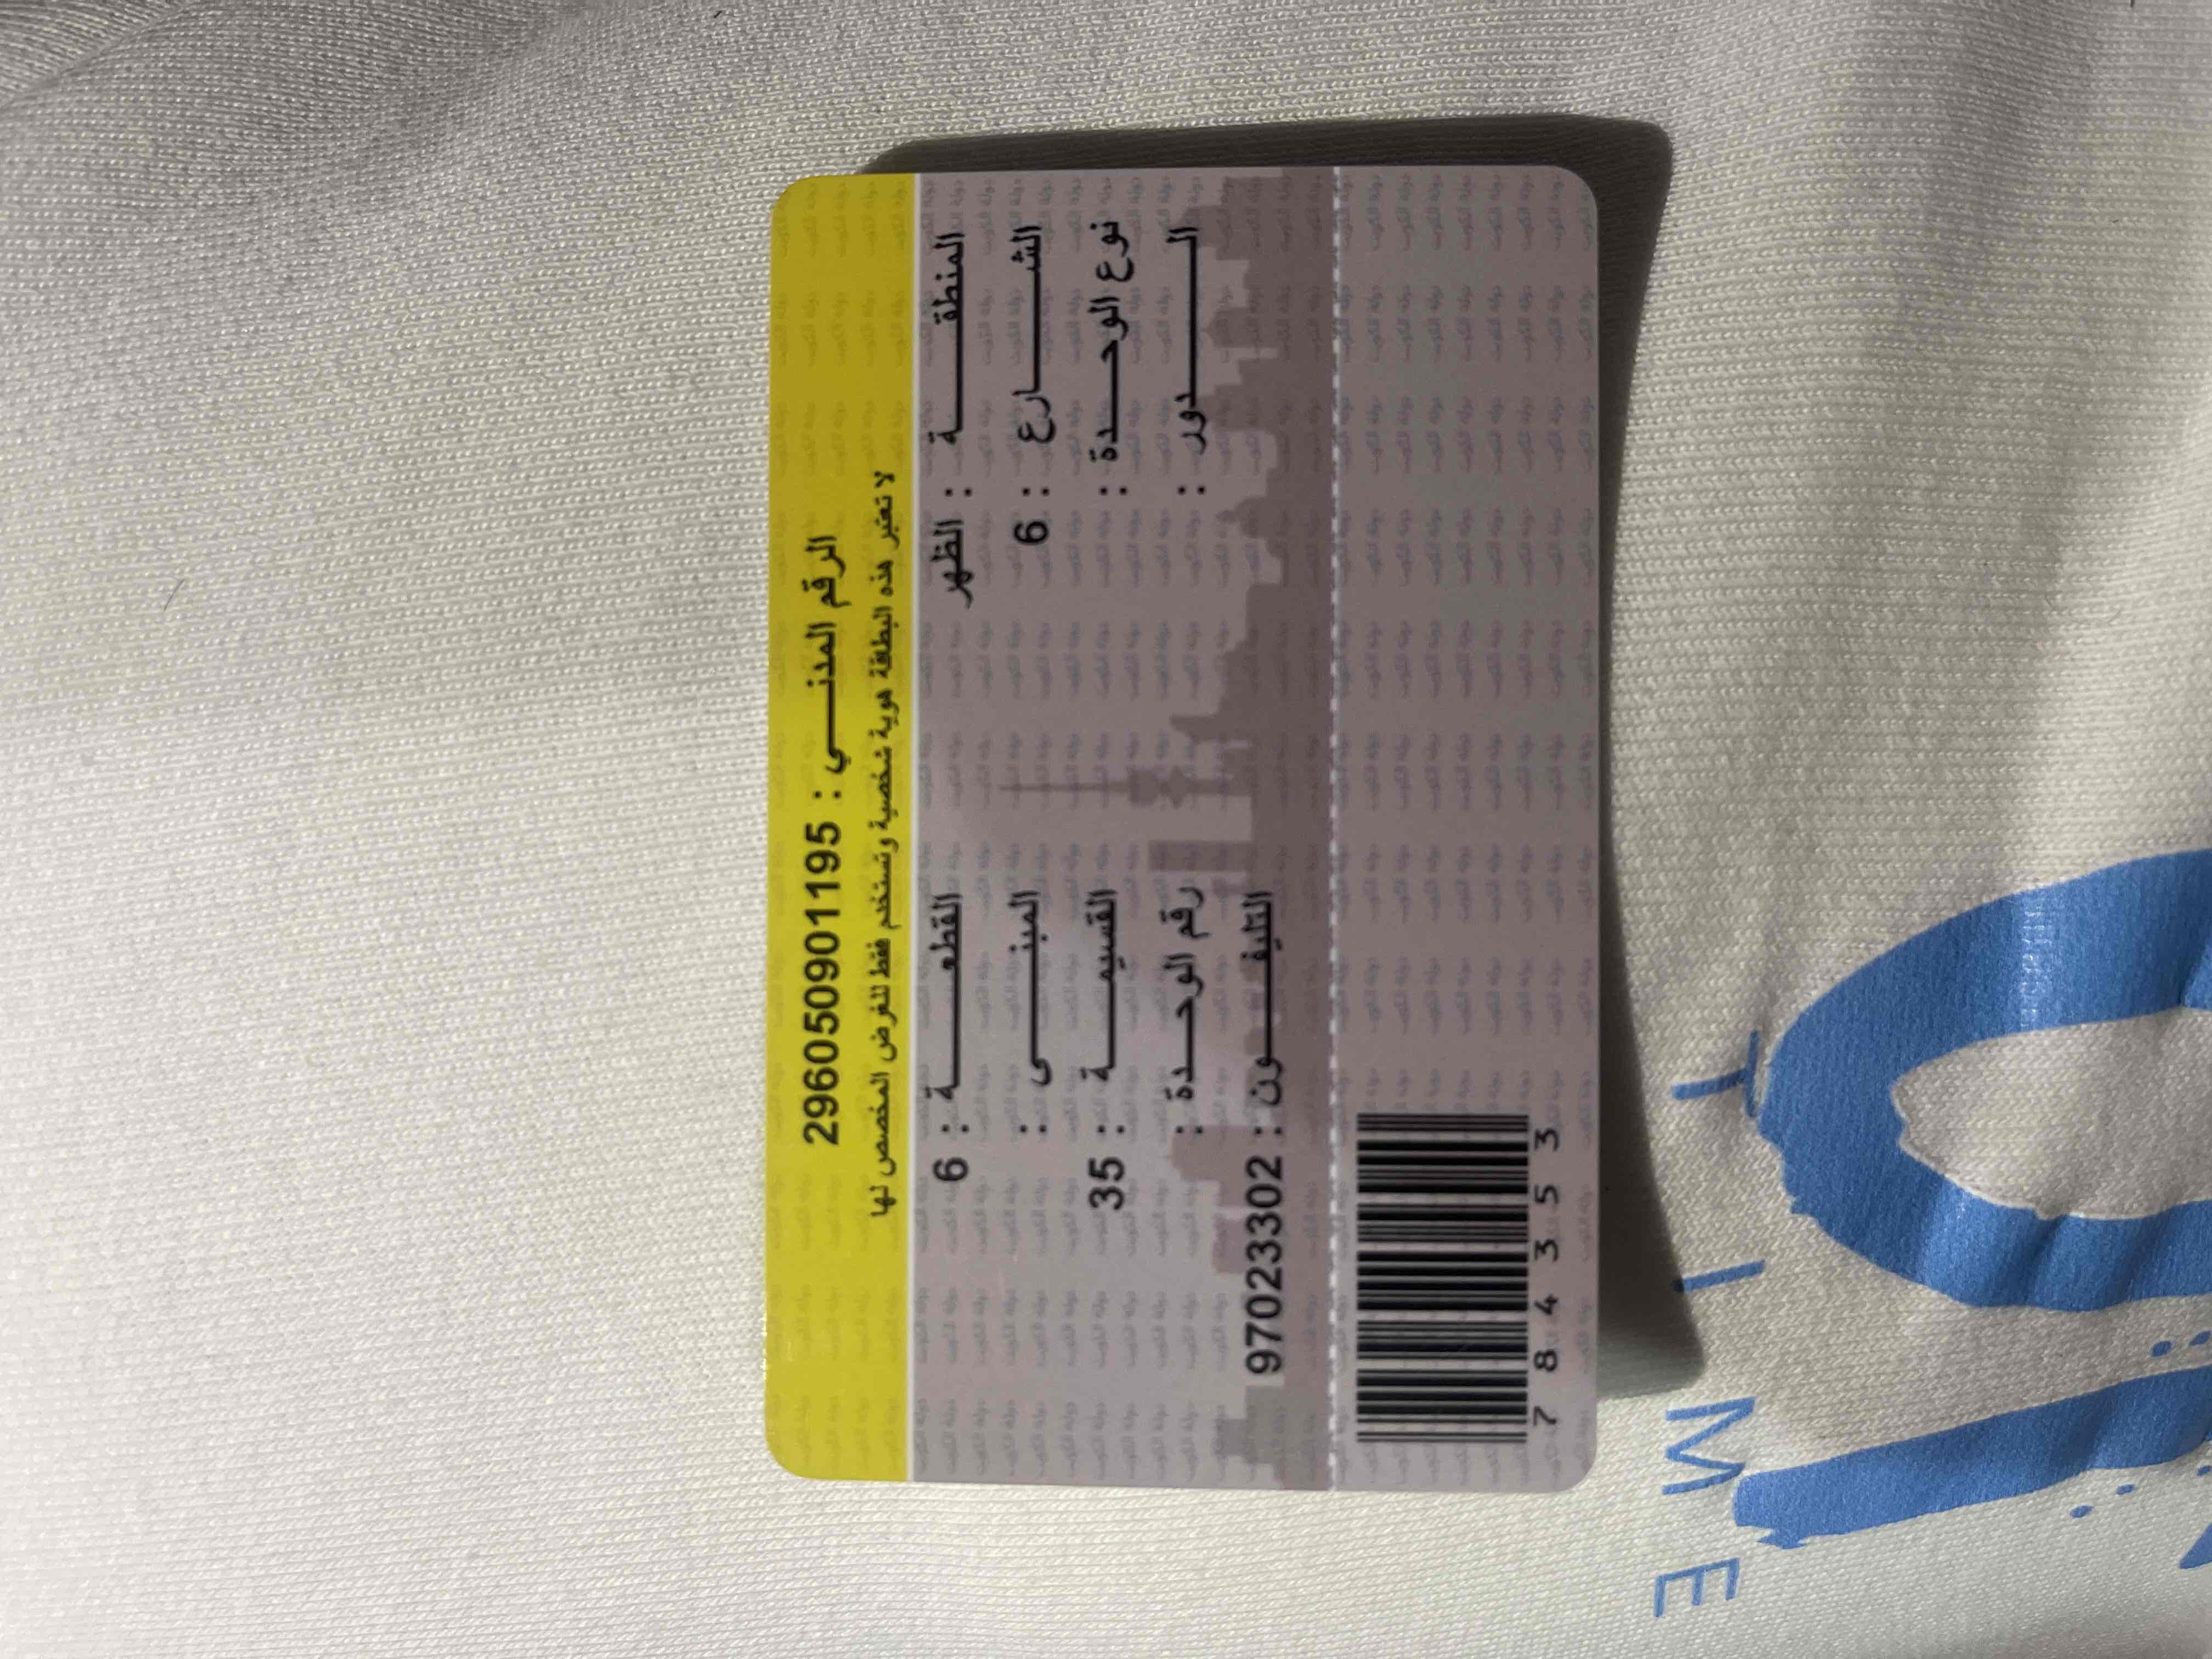 الرقم المدني : 296050901195
لا تعتبر هذه البطاقة هوية شخصية وتستخدم فقط للغرض المخصص لها
المنطقة : الظهر القطعة : 6
الشارع : 6 المبنى :
نوع الوحدة : القسيمة : 35
الدور : رقم الوحدة :
التليفون : 97023302
7843353
TIME